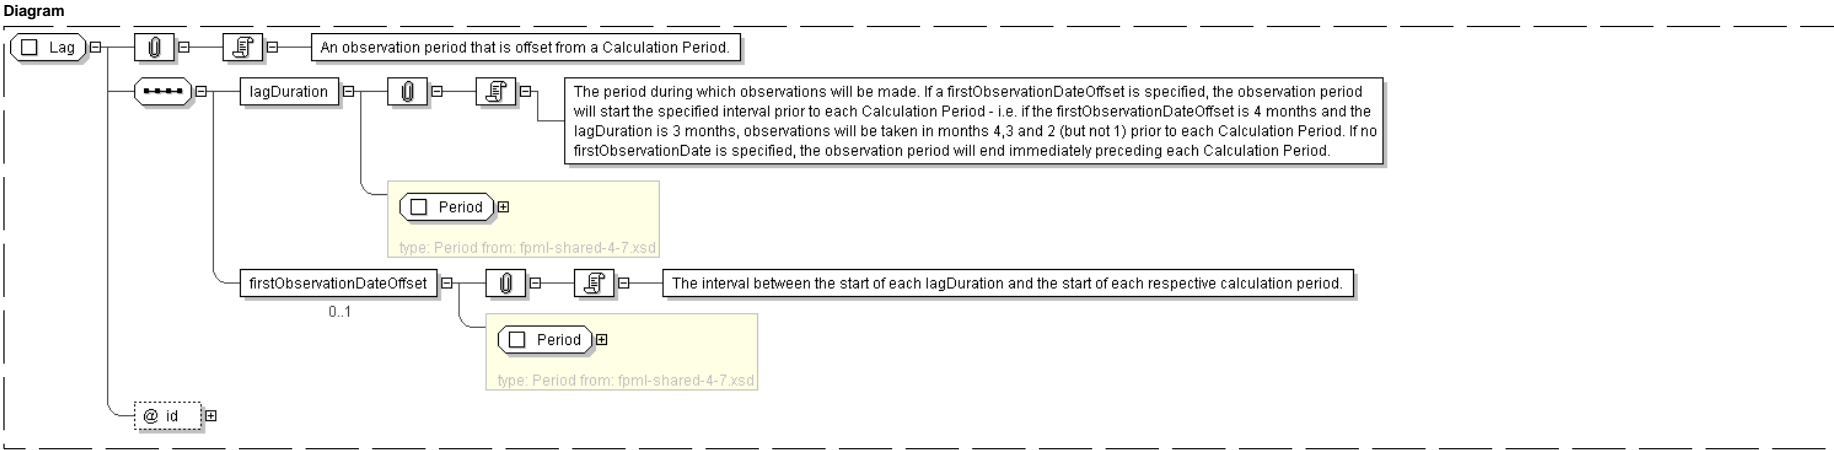 Diagram
Lag
An observation period that is offset from a Calculation Period.
lagDuration
The period during which observations will be made. If a firstObservationDateOffset is specified, the observation period
will start the specified interval prior to each Calculation Period - i.e. if the firstObservationDateOffset is 4 months and the
lagDuration is 3 months, observations will be taken in months 4,3 and 2 (but not 1) prior to each Calculation Period. If no
firstObservationDate is specified, the observation period will end immediately preceding each Calculation Period.
Period
type: Period from: fpml-shared-4-7.xsd
firstObservationDateOffset
The interval between the start of each lagDuration and the start of each respective calculation period.
0..1
Period
type: Period from: fpml-shared-4-7.xsd
@ id